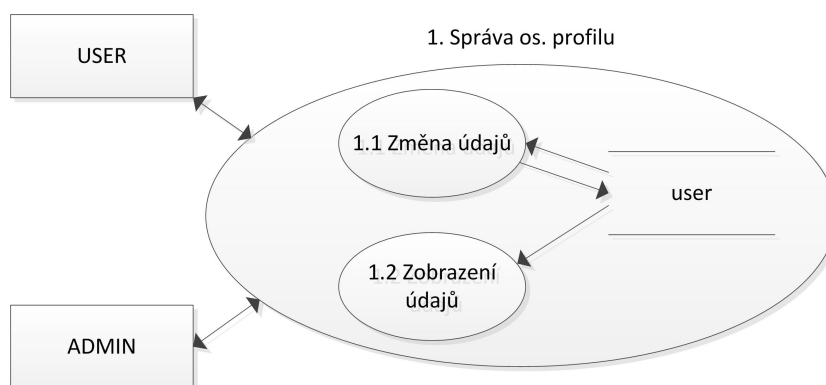 USER
1. Správa os. profilu
1.1 Změna údajů
user
1.2 Zobrazení
údajů
ADMIN